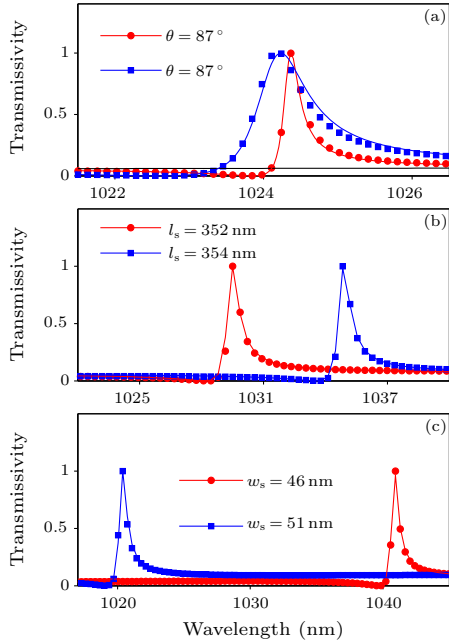 (a)
θ = 87°
θ = 87°
Transmissivity
1
0.5
0
1022
1024
1026
(b)
l_s = 352 nm
l_s = 354 nm
Transmissivity
1
0.5
0
1025
1031
1037
(c)
w_s = 46 nm
w_s = 51 nm
Transmissivity
1
0.5
0
1020
1030
1040
Wavelength (nm)